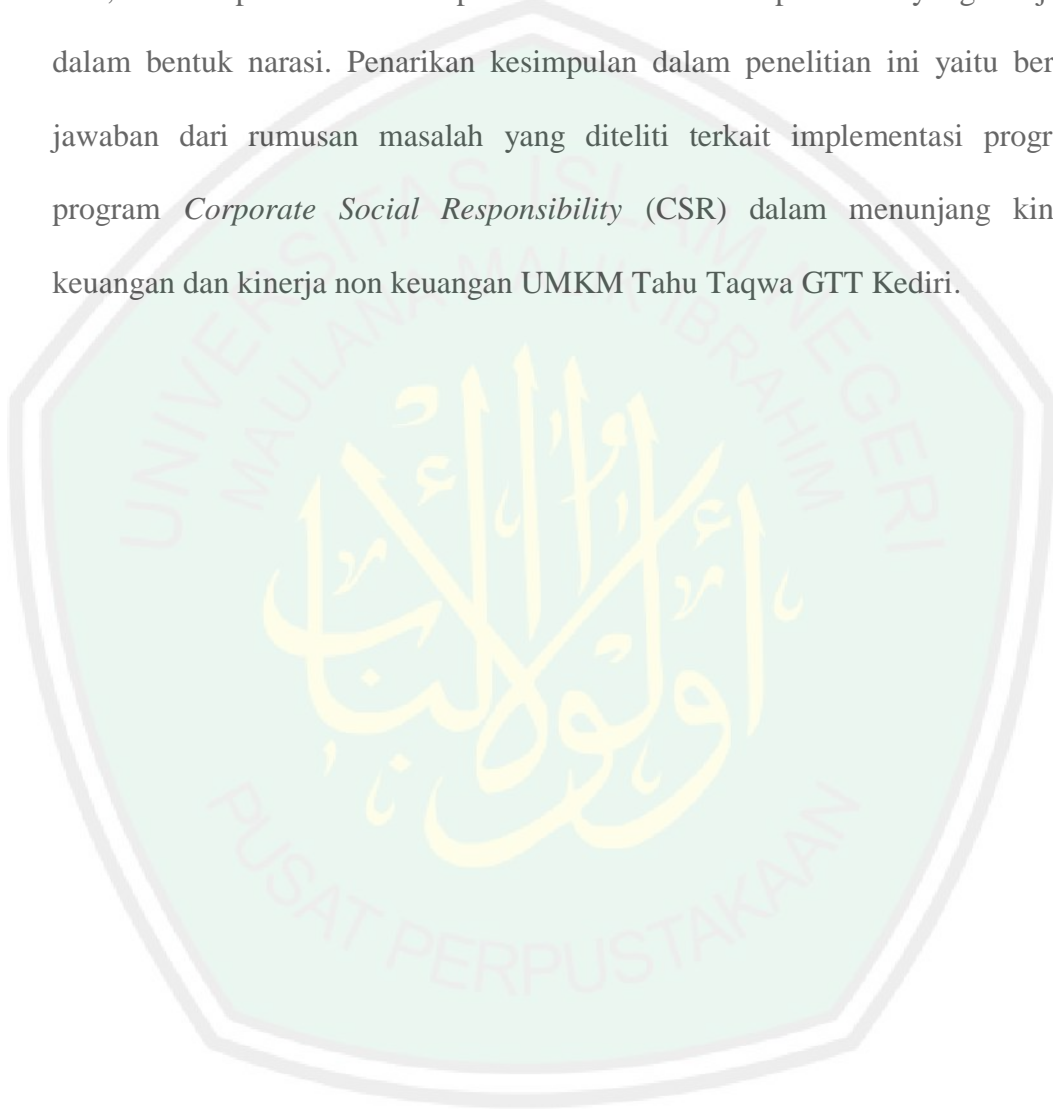 dalam bentuk narasi. Penarikan kesimpulan dalam penelitian ini yaitu ber
jawaban dari rumusan masalah yang diteliti terkait implementasi progr
program Corporate Social Responsibility (CSR) dalam menunjang kin
keuangan dan kinerja non keuangan UMKM Tahu Taqwa GTT Kediri.
UNIVERSITAS ISLAM NEGERI
MAULANA MALIK IBRAHIM
أولوا الألباب
PUSAT PERPUSTAKAAN